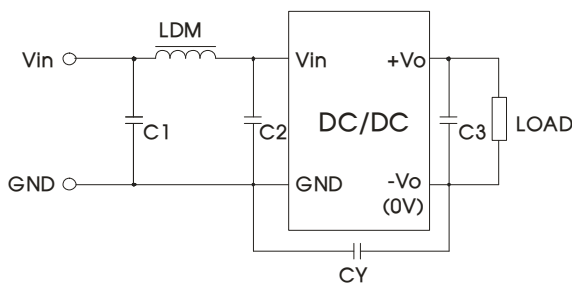 LDM
Vin
Vin
+Vo
C1
C2
DC/DC
C3
LOAD
GND
GND
-Vo
(0V)
CY